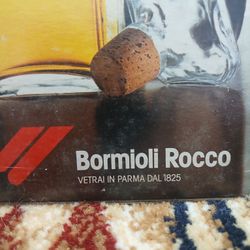 Bormioli Rocco
VETRAI IN PARMA DAL 1825